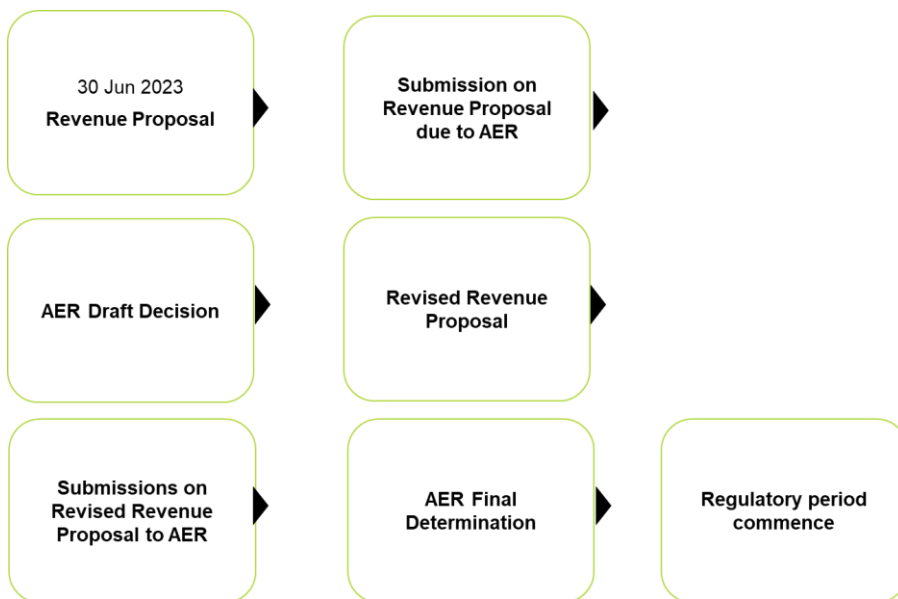 30 Jun 2023
Revenue Proposal
Submission on
Revenue Proposal
due to AER
AER Draft Decision
Revised Revenue
Proposal
Submissions on
Revised Revenue
Proposal to AER
AER Final
Determination
Regulatory period
commence